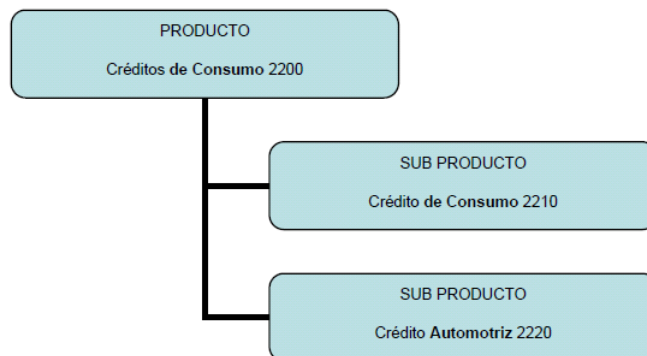 PRODUCTO
Créditos de Consumo 2200
SUB PRODUCTO
Crédito de Consumo 2210
SUB PRODUCTO
Crédito Automotriz 2220